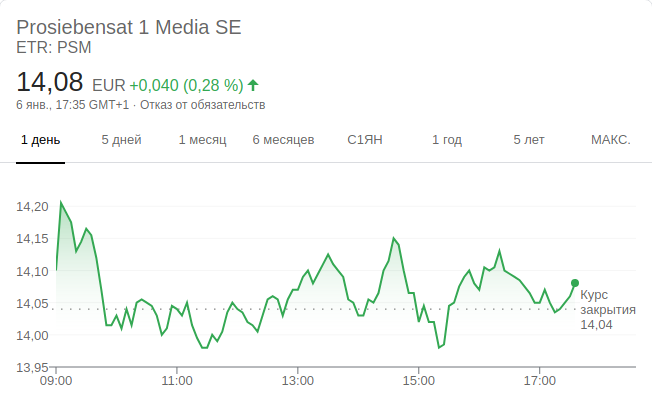 Prosiebensat 1 Media SE
ETR: PSM
14,08 EUR +0,040 (0,28 %)
6 янв., 17:35 GMT+1 · Отказ от обязательств
1 день 5 дней 1 месяц 6 месяцев С1ЯН 1 год 5 лет МАКС.
14,20
14,15
14,10
14,05
14,00
13,95
Курс
закрытия
14,04
09:00 11:00 13:00 15:00 17:00